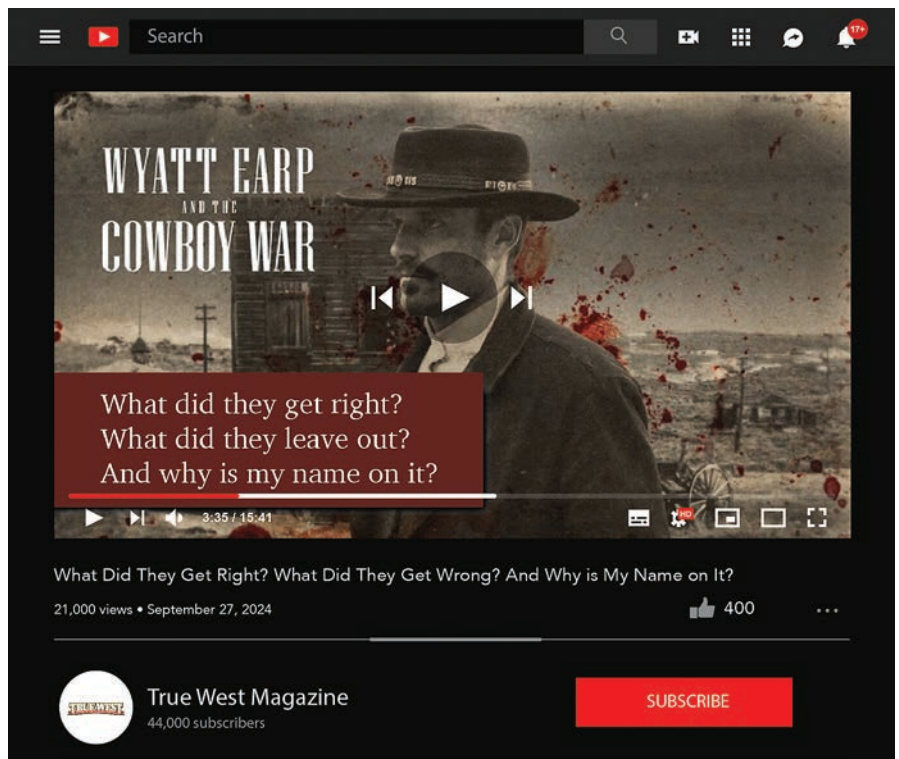 Search
17+
WYATT EARP
AND THE
COWBOY WAR
What did they get right?
What did they leave out?
And why is my name on it?
3:35 / 15:41
HD
What Did They Get Right? What Did They Get Wrong? And Why is My Name on It?
21,000 views • September 27, 2024
400
TRUE WEST
True West Magazine
44,000 subscribers
SUBSCRIBE